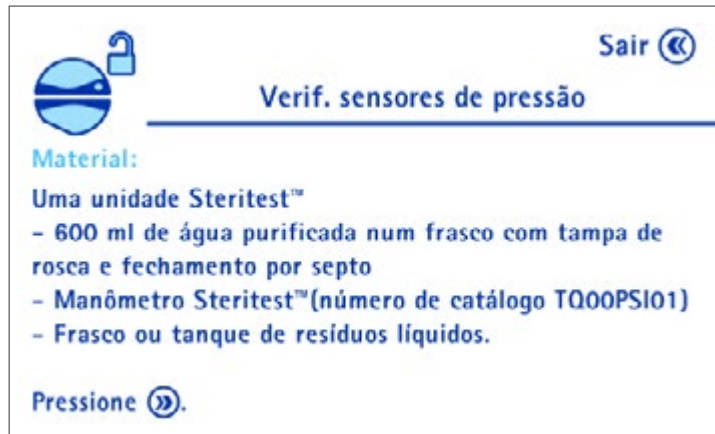 Sair
Verif. sensores de pressão
Material:
Uma unidade Steritest™
- 600 ml de água purificada num frasco com tampa de
rosca e fechamento por septo
- Manômetro Steritest™(número de catálogo TQ00PSI01)
- Frasco ou tanque de resíduos líquidos.
Pressione ».